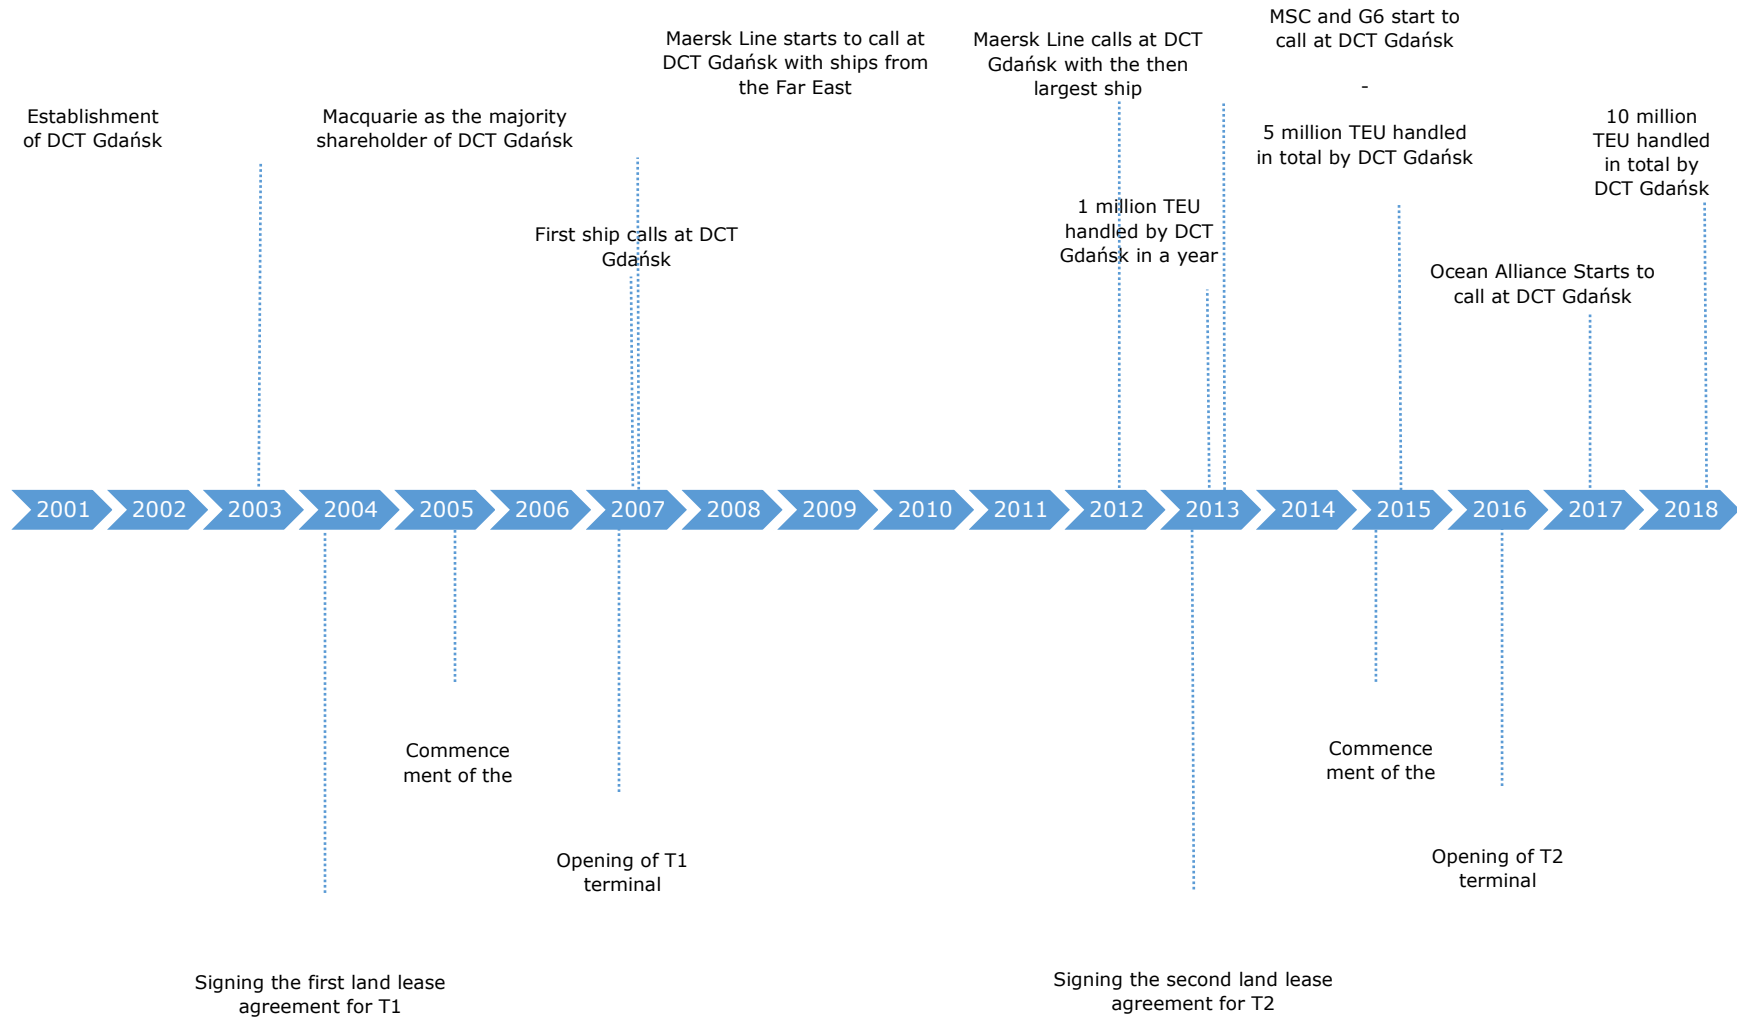 MSC and G6 start to
call at DCT Gdańsk
-
Maersk Line starts to call at
DCT Gdańsk with ships from
the Far East
Maersk Line calls at DCT
Gdańsk with the then
largest ship
Establishment
of DCT Gdańsk
Macquarie as the majority
shareholder of DCT Gdańsk
5 million TEU handled
in total by DCT Gdańsk
10 million
TEU handled
in total by
DCT Gdańsk
First ship calls at DCT
Gdańsk
1 million TEU
handled by DCT
Gdańsk in a year
Ocean Alliance Starts to
call at DCT Gdańsk
2001 2002 2003 2004 2005 2006 2007 2008 2009 2010 2011 2012 2013 2014 2015 2016 2017 2018
Commence
ment of the
Commence
ment of the
Opening of T1
terminal
Opening of T2
terminal
Signing the first land lease
agreement for T1
Signing the second land lease
agreement for T2